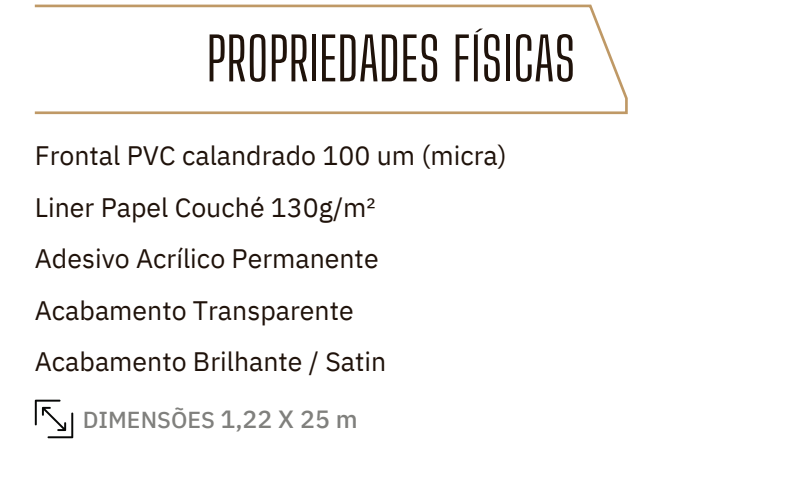 PROPRIEDADES FÍSICAS
Frontal PVC calandrado 100 um (micra)
Liner Papel Couché 130g/m²
Adesivo Acrílico Permanente
Acabamento Transparente
Acabamento Brilhante / Satin
DIMENSÕES 1,22 X 25 m